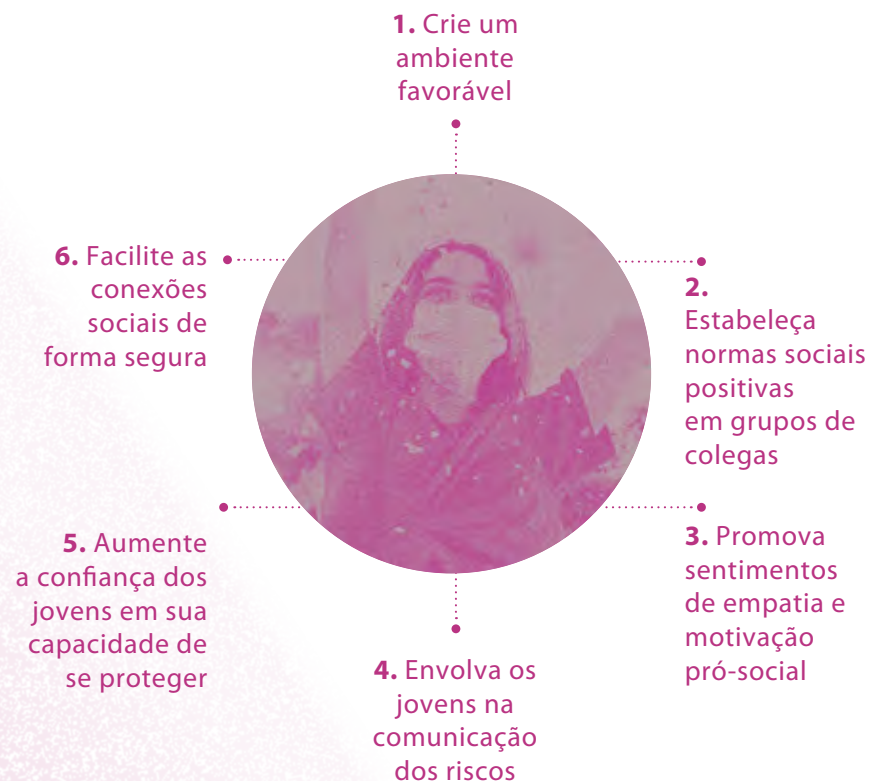 1. Crie um
ambiente
favorável
2.
Estabeleça
normas sociais
positivas
em grupos de
colegas
3. Promova
sentimentos
de empatia e
motivação
pró-social
4. Envolva os
jovens na
comunicação
dos riscos
5. Aumente
a confiança dos
jovens em sua
capacidade de
se proteger
6. Facilite as
conexões
sociais de
forma segura